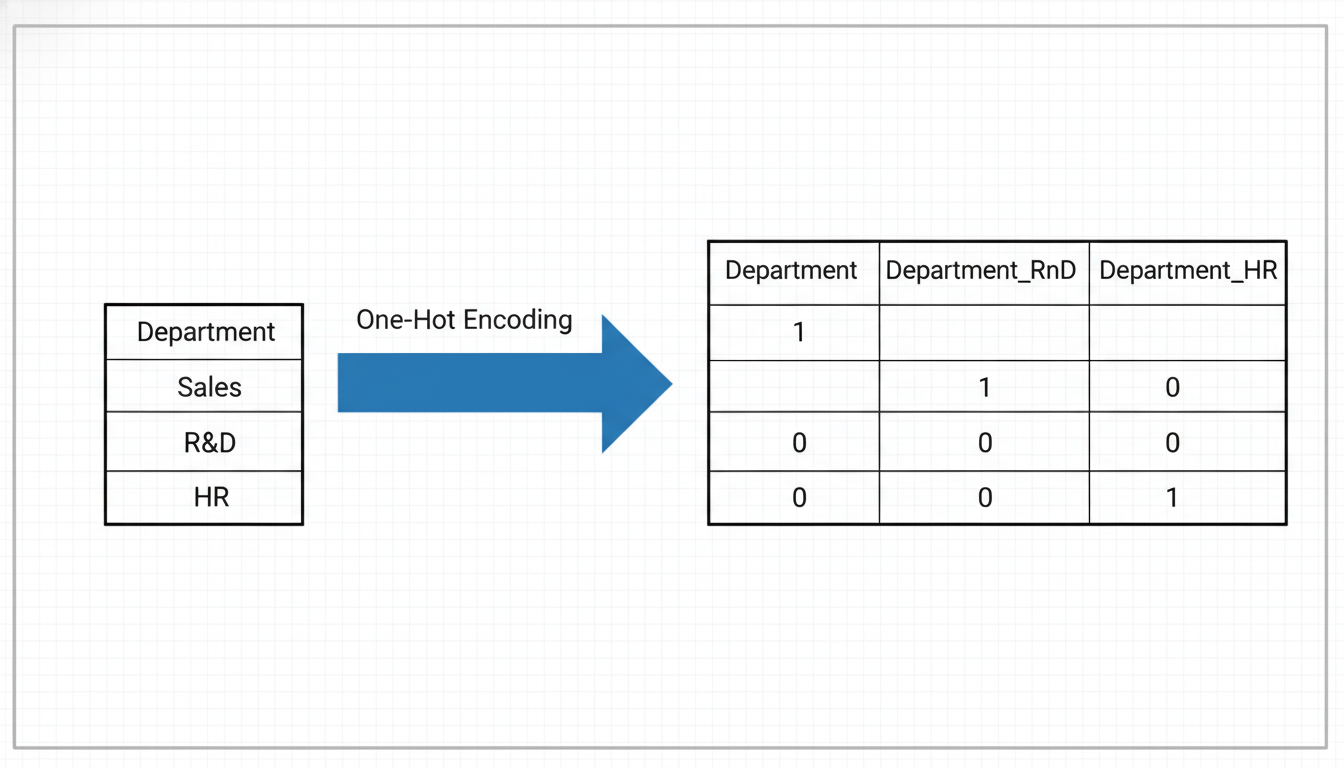 Department
Sales
R&D
HR
One-Hot Encoding
Department Department_RnD Department_HR
1
1 0
0 0 0
0 0 1